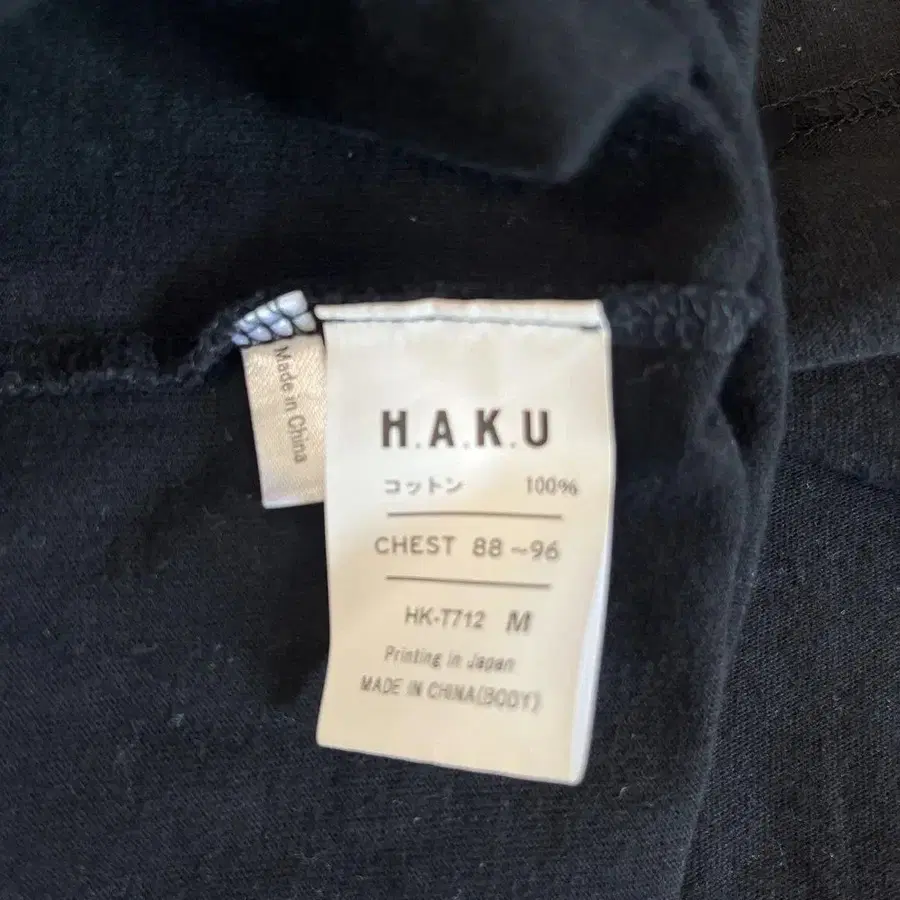 Made in China
H.A.K.U
コットン 100%
CHEST 88~96
HK-T712 M
Printing in Japan
MADE IN CHINA(BODY)